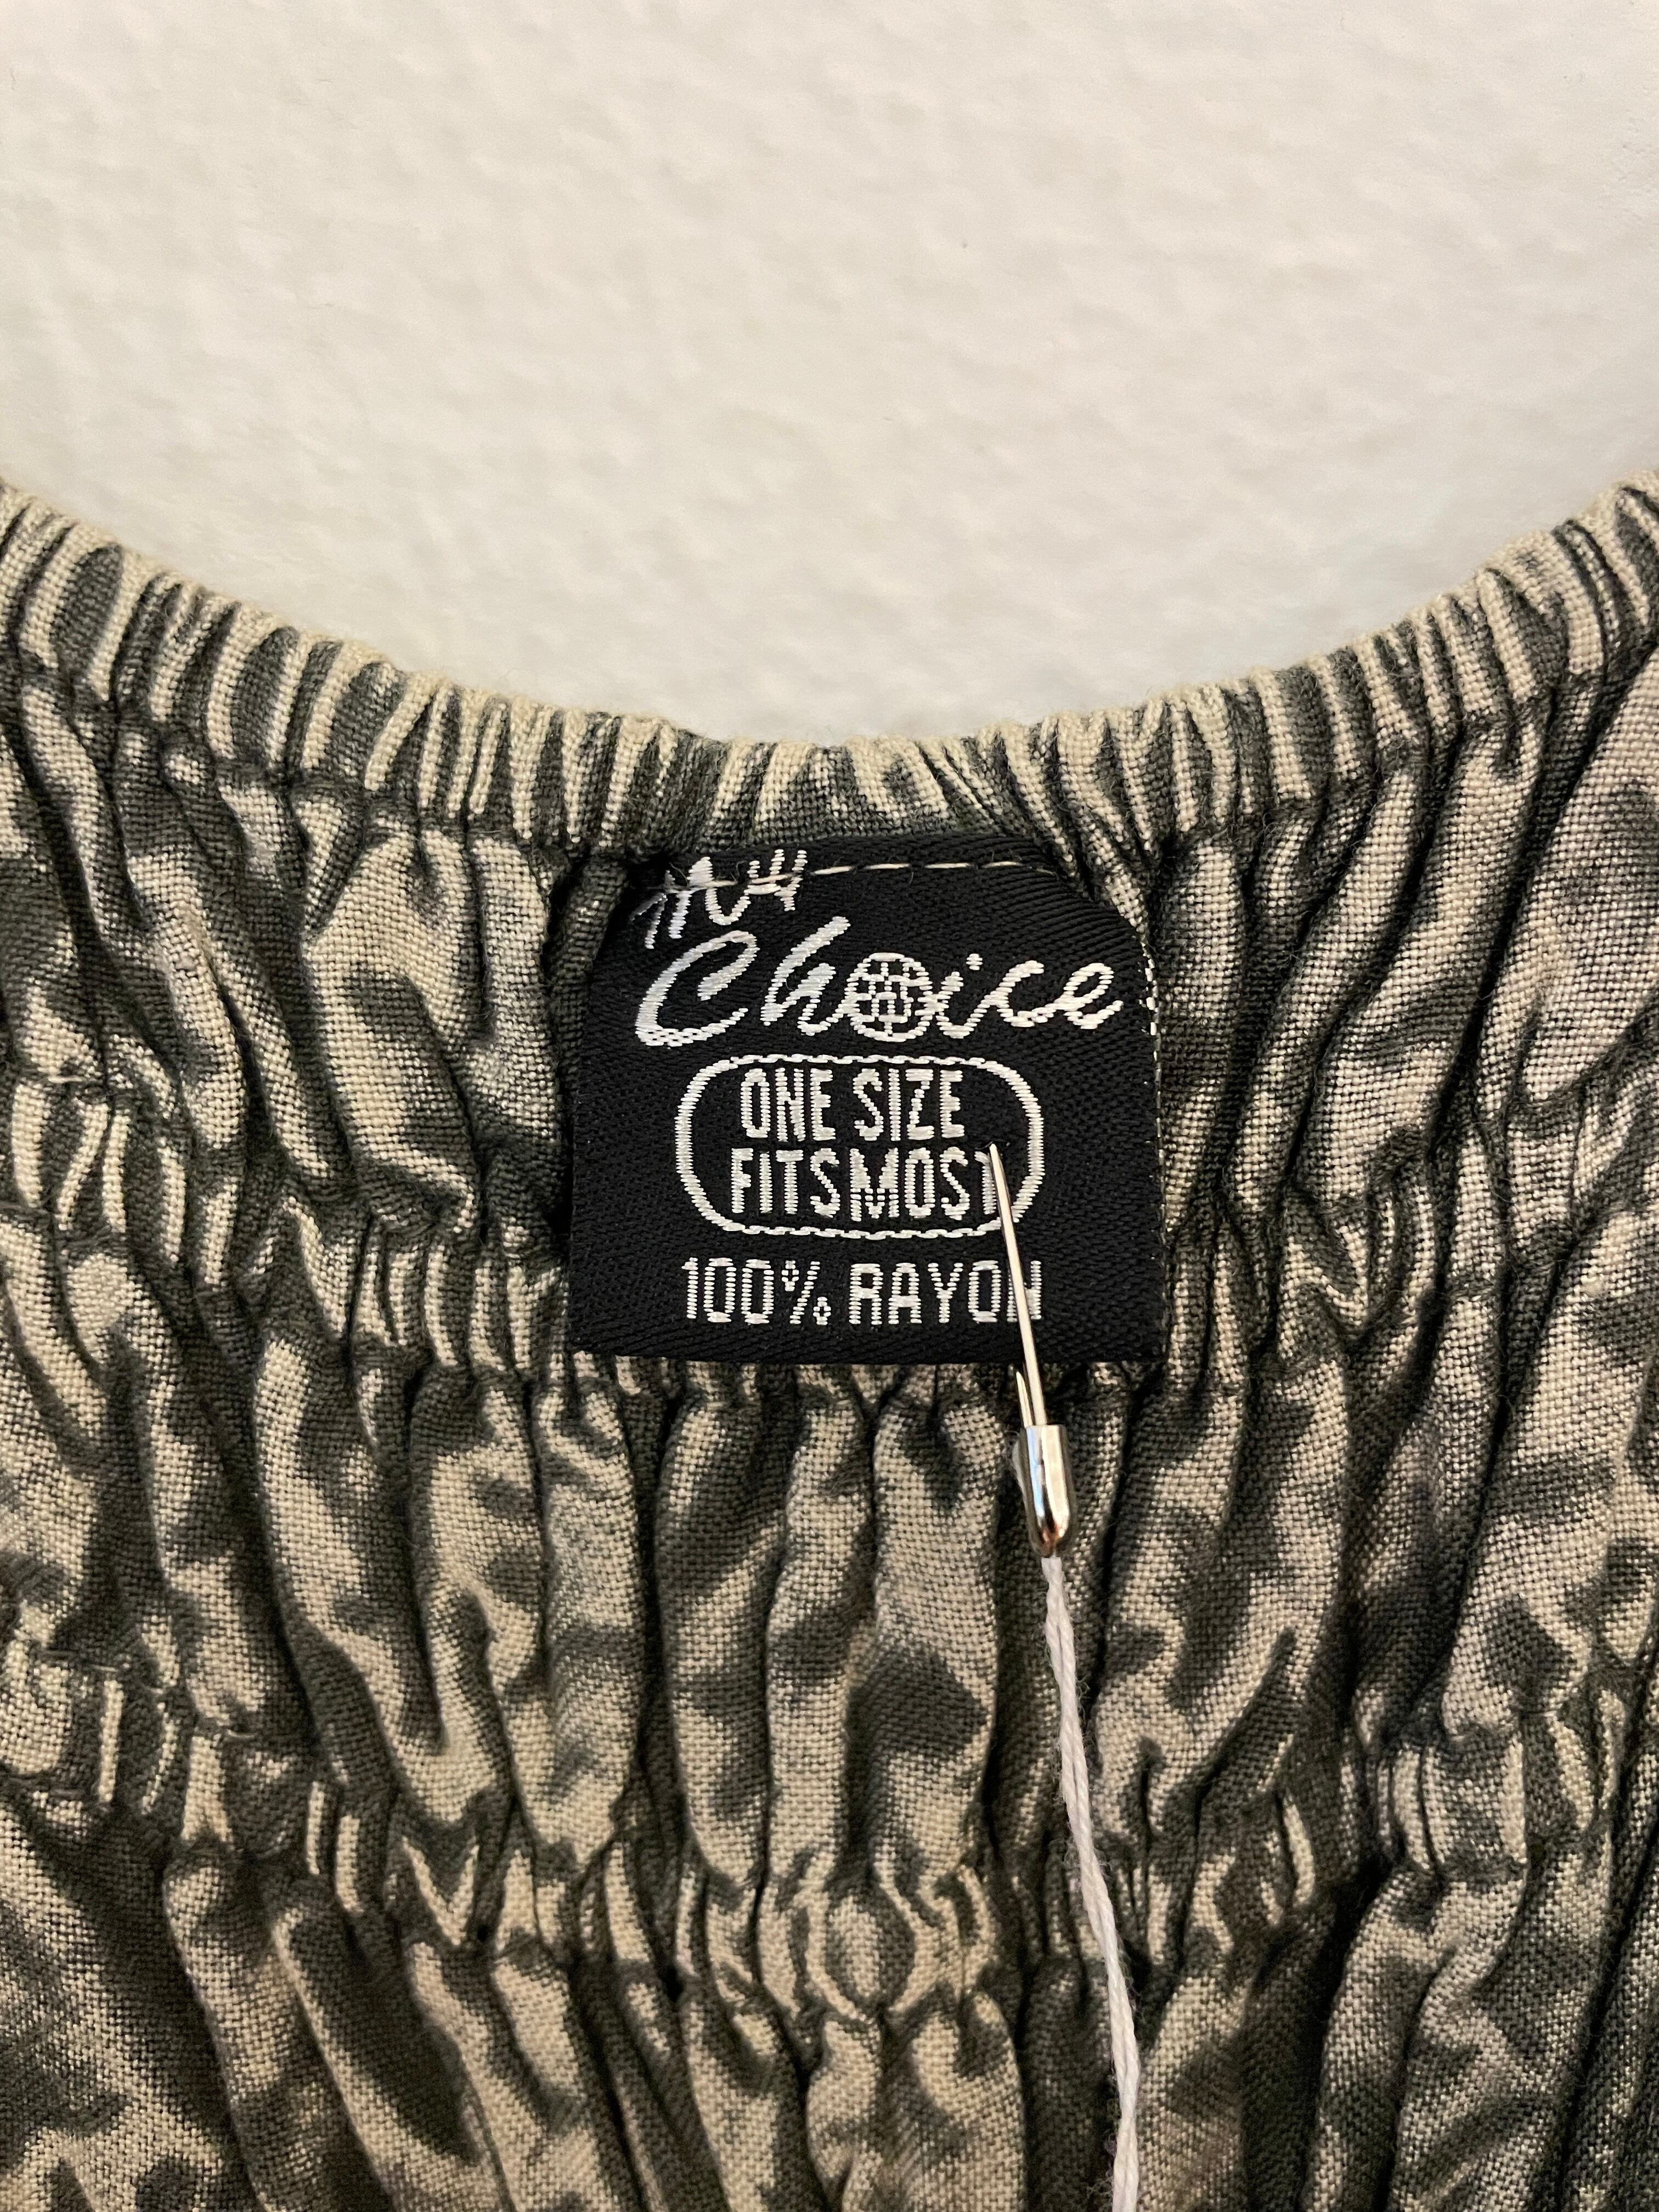 My
Choice
ONE SIZE
FITS MOST
100% RAYON